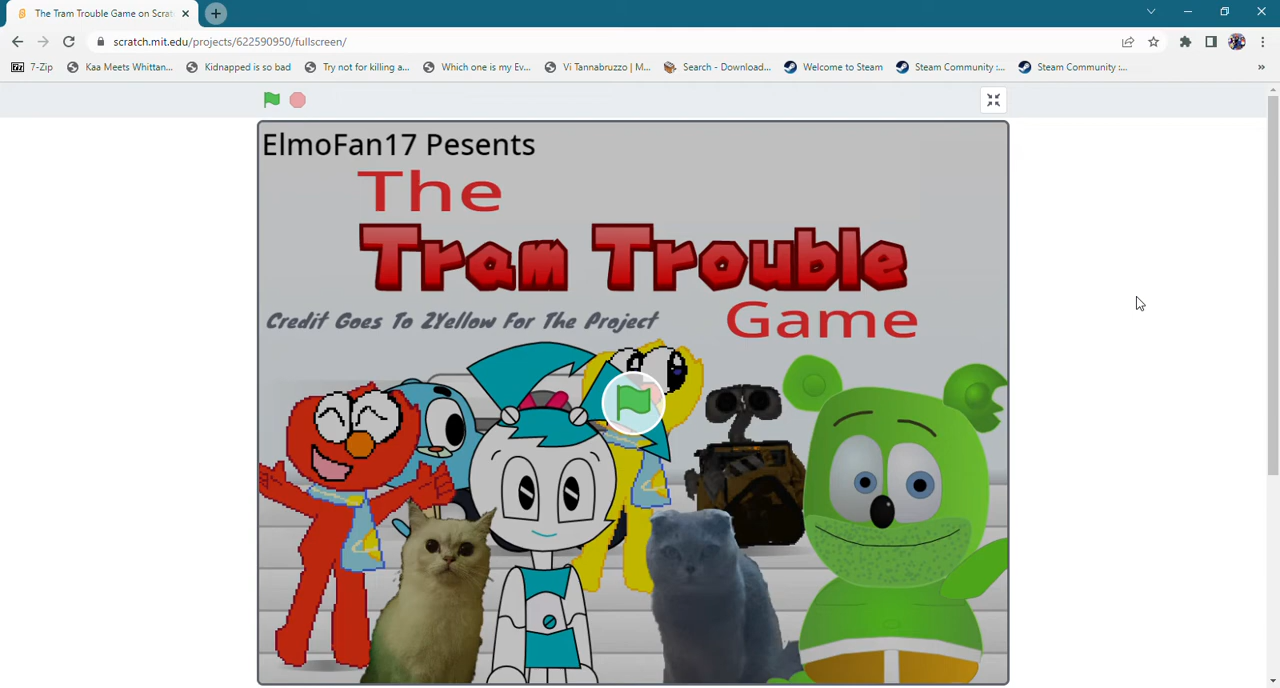 The Tram Trouble Game on Scrat
scratch.mit.edu/projects/622590950/fullscreen/
7-Zip
Kaa Meets Whittan...
Kidnapped is so bad
Try not for killing a...
Which one is my Ev...
Vi Tannabruzzo | M...
Search - Download...
Welcome to Steam
Steam Community :...
Steam Community :...
»
ElmoFan17 Pesents
The
Tram Trouble
Credit Goes To 2Yellow For The Project
Game